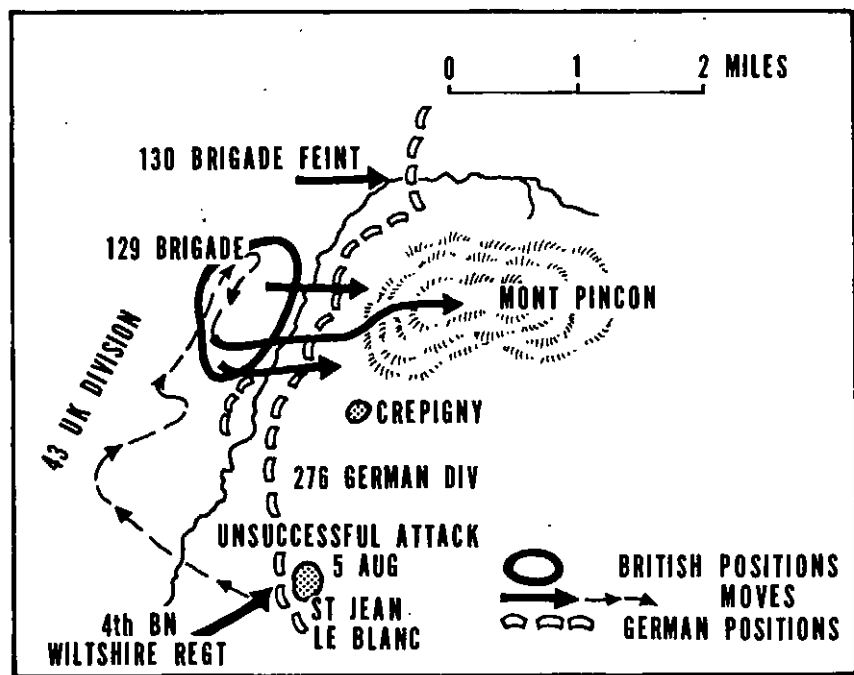 0 1 2 MILES
130 BRIGADE FEINT
129 BRIGADE
MONT PINCON
43 UK DIVISION
CREPIGNY
276 GERMAN DIV
UNSUCCESSFUL ATTACK
5 AUG
ST JEAN
LE BLANC
4th BN
WILTSHIRE REGT
BRITISH POSITIONS
MOVES
GERMAN POSITIONS